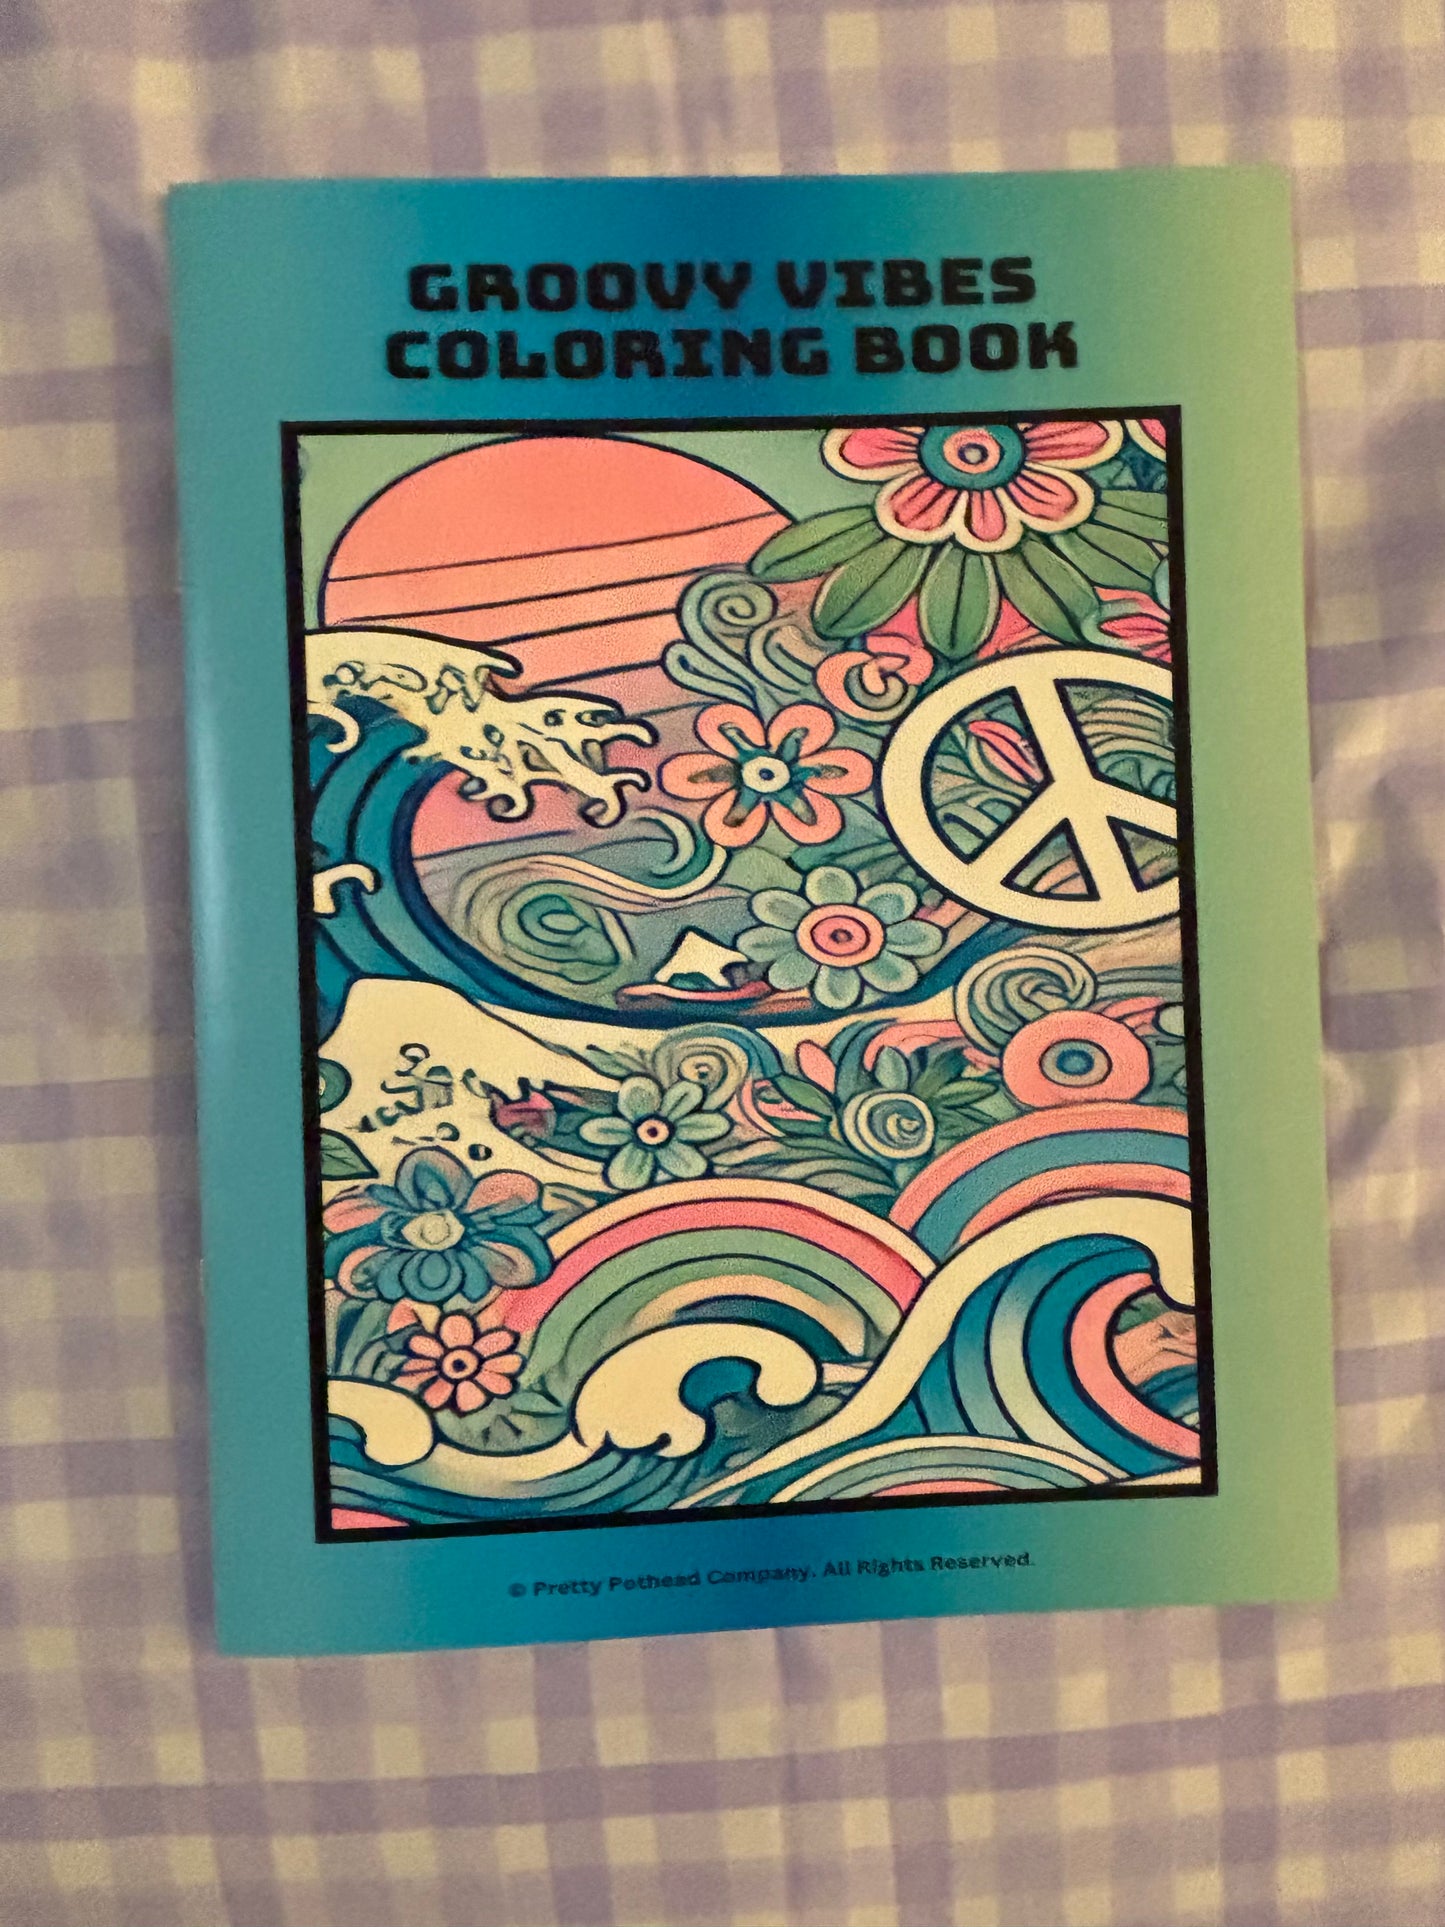 GROOVY VIBES
COLORING BOOK
© Pretty Pothead Company. All Rights Reserved.